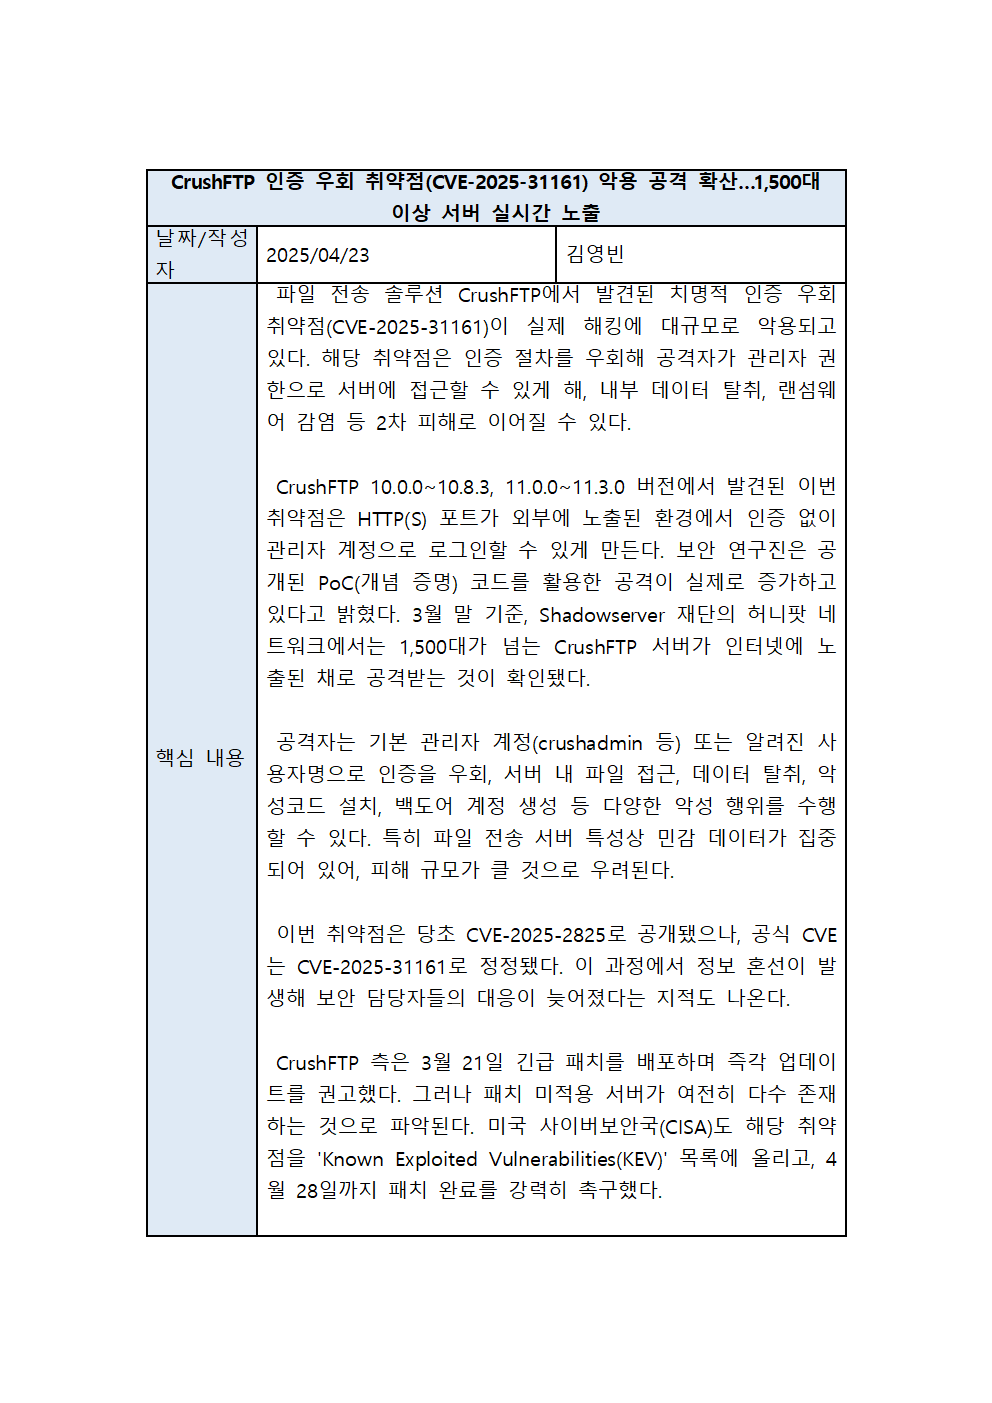 CrushFTP 인증 우회 취약점(CVE-2025-31161) 악용 공격 확산...1,500대
이상 서버 실시간 노출
날짜/작성
자
2025/04/23
김영빈
핵심 내용
파일 전송 솔루션 CrushFTP에서 발견된 치명적 인증 우회
취약점(CVE-2025-31161)이 실제 해킹에 대규모로 악용되고
있다. 해당 취약점은 인증 절차를 우회해 공격자가 관리자 권
한으로 서버에 접근할 수 있게 해, 내부 데이터 탈취, 랜섬웨
어 감염 등 2차 피해로 이어질 수 있다.
CrushFTP 10.0.0~10.8.3, 11.0.0~11.3.0 버전에서 발견된 이번
취약점은 HTTP(S) 포트가 외부에 노출된 환경에서 인증 없이
관리자 계정으로 로그인할 수 있게 만든다. 보안 연구진은 공
개된 PoC(개념 증명) 코드를 활용한 공격이 실제로 증가하고
있다고 밝혔다. 3월 말 기준, Shadowserver 재단의 허니팟 네
트워크에서는 1,500대가 넘는 CrushFTP 서버가 인터넷에 노
출된 채로 공격받는 것이 확인됐다.
공격자는 기본 관리자 계정(crushadmin 등) 또는 알려진 사
용자명으로 인증을 우회, 서버 내 파일 접근, 데이터 탈취, 악
성코드 설치, 백도어 계정 생성 등 다양한 악성 행위를 수행
할 수 있다. 특히 파일 전송 서버 특성상 민감 데이터가 집중
되어 있어, 피해 규모가 클 것으로 우려된다.
이번 취약점은 당초 CVE-2025-2825로 공개됐으나, 공식 CVE
는 CVE-2025-31161로 정정됐다. 이 과정에서 정보 혼선이 발
생해 보안 담당자들의 대응이 늦어졌다는 지적도 나온다.
CrushFTP 측은 3월 21일 긴급 패치를 배포하며 즉각 업데이
트를 권고했다. 그러나 패치 미적용 서버가 여전히 다수 존재
하는 것으로 파악된다. 미국 사이버보안국(CISA)도 해당 취약
점을 'Known Exploited Vulnerabilities(KEV)' 목록에 올리고, 4
월 28일까지 패치 완료를 강력히 촉구했다.